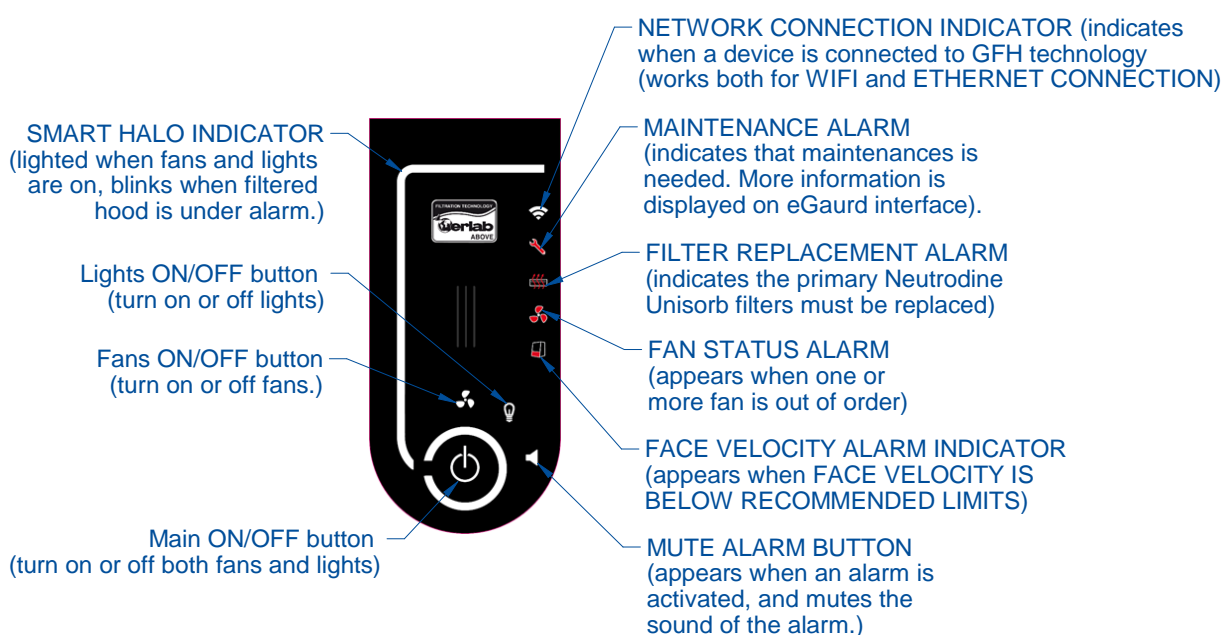 NETWORK CONNECTION INDICATOR (indicates
when a device is connected to GFH technology
(works both for WIFI and ETHERNET CONNECTION)
SMART HALO INDICATOR
(lighted when fans and lights
are on, blinks when filtered
hood is under alarm.)
MAINTENANCE ALARM
(indicates that maintenances is
needed. More information is
displayed on eGaurd interface).
FILTRATION TECHNOLOGY
erlab
ABOVE
Lights ON/OFF button
(turn on or off lights)
FILTER REPLACEMENT ALARM
(indicates the primary Neutrodine
Unisorb filters must be replaced)
Fans ON/OFF button
(turn on or off fans.)
FAN STATUS ALARM
(appears when one or
more fan is out of order)
FACE VELOCITY ALARM INDICATOR
(appears when FACE VELOCITY IS
BELOW RECOMMENDED LIMITS)
Main ON/OFF button
(turn on or off both fans and lights)
MUTE ALARM BUTTON
(appears when an alarm is
activated, and mutes the
sound of the alarm.)